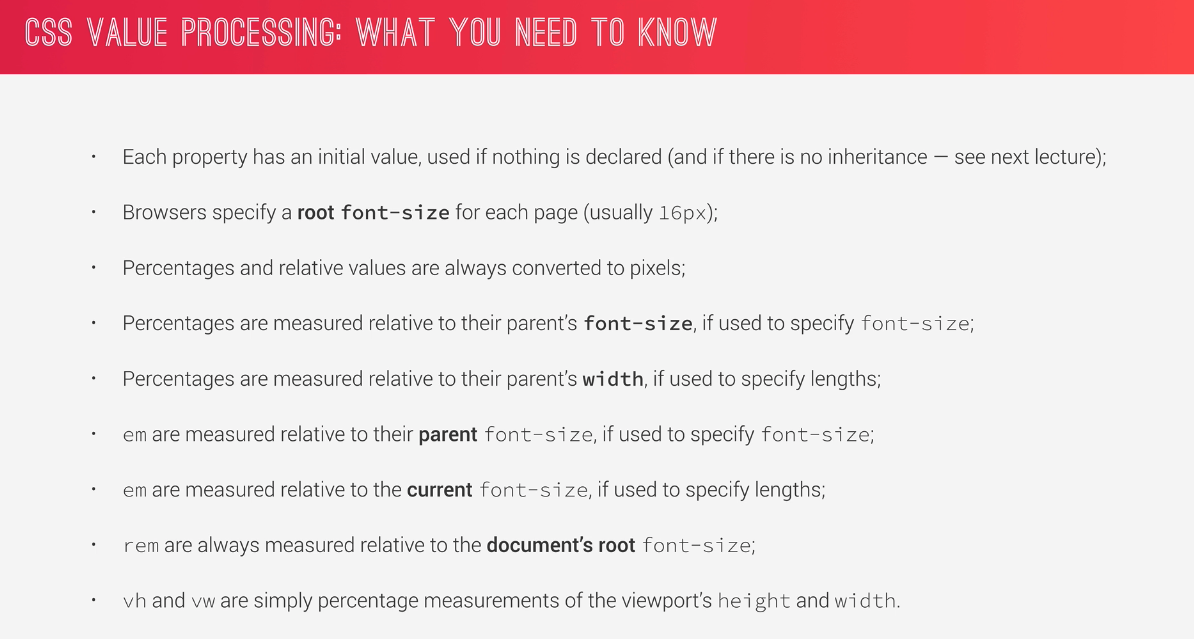 CSS VALUE PROCESSING: WHAT YOU NEED TO KNOW
• Each property has an initial value, used if nothing is declared (and if there is no inheritance — see next lecture);
• Browsers specify a root font-size for each page (usually 16px);
• Percentages and relative values are always converted to pixels;
• Percentages are measured relative to their parent’s font-size, if used to specify font-size;
• Percentages are measured relative to their parent’s width, if used to specify lengths;
• em are measured relative to their parent font-size, if used to specify font-size;
• em are measured relative to the current font-size, if used to specify lengths;
• rem are always measured relative to the document’s root font-size;
• vh and vw are simply percentage measurements of the viewport’s height and width.